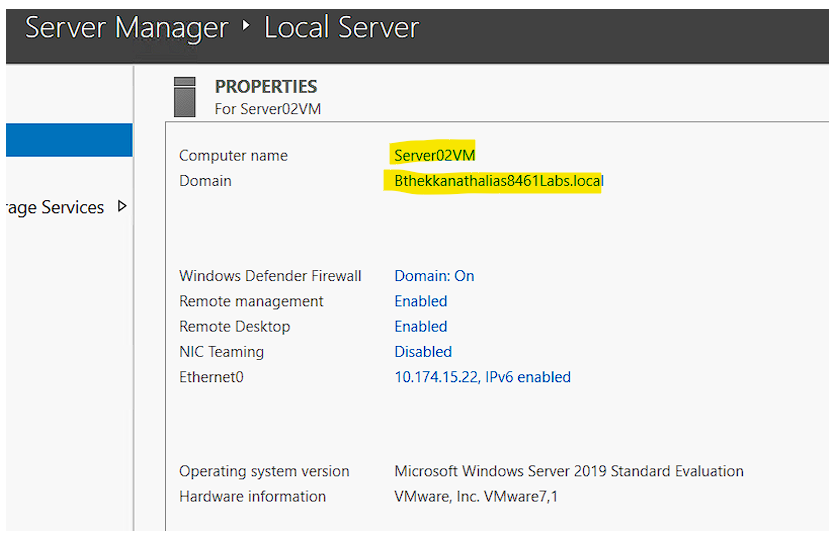 Server Manager ‣ Local Server
PROPERTIES
For Server02VM
rage Services ▷
Computer name Server02VM
Domain Bthekkanathalias8461Labs.local
Windows Defender Firewall Domain: On
Remote management Enabled
Remote Desktop Enabled
NIC Teaming Disabled
Ethernet0 10.174.15.22, IPv6 enabled
Operating system version Microsoft Windows Server 2019 Standard Evaluation
Hardware information VMware, Inc. VMware7,1